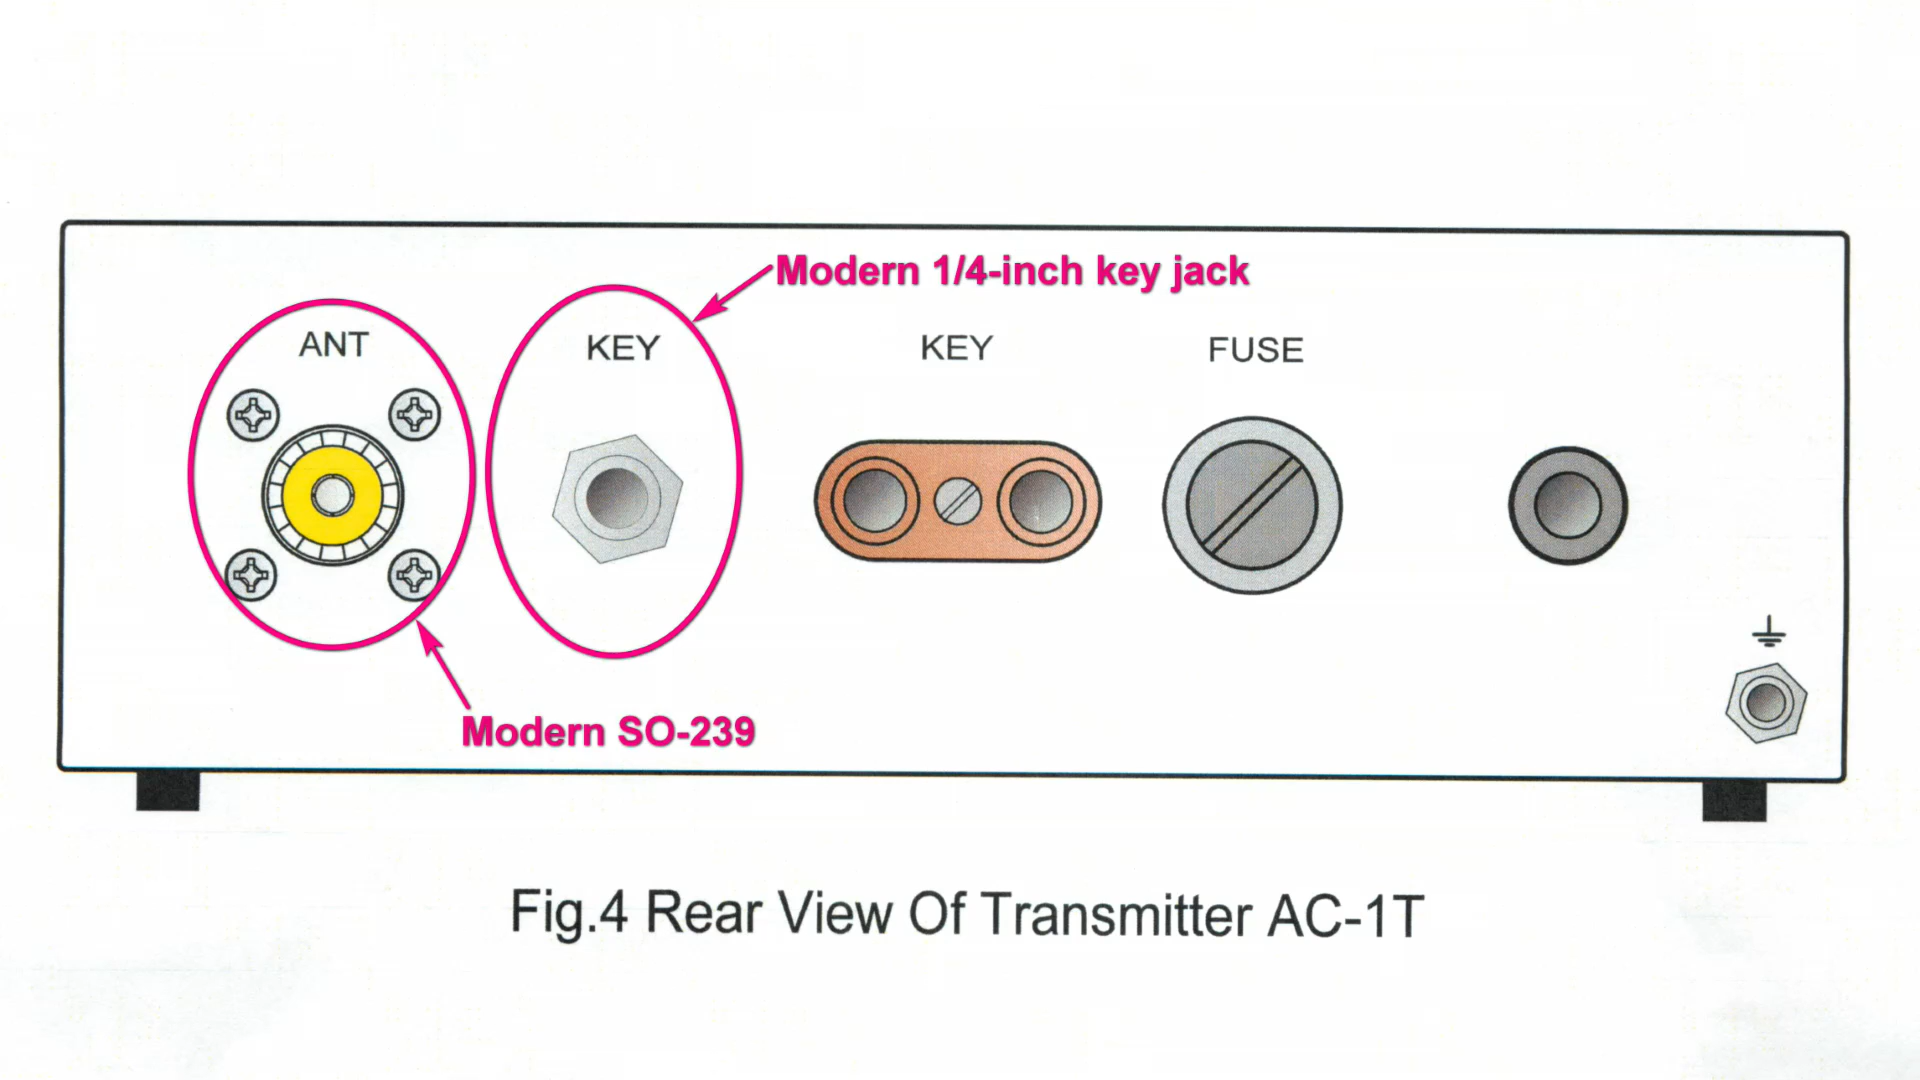 Modern 1/4-inch key jack
ANT
KEY
KEY
FUSE
Modern SO-239
Fig.4 Rear View Of Transmitter AC-1T